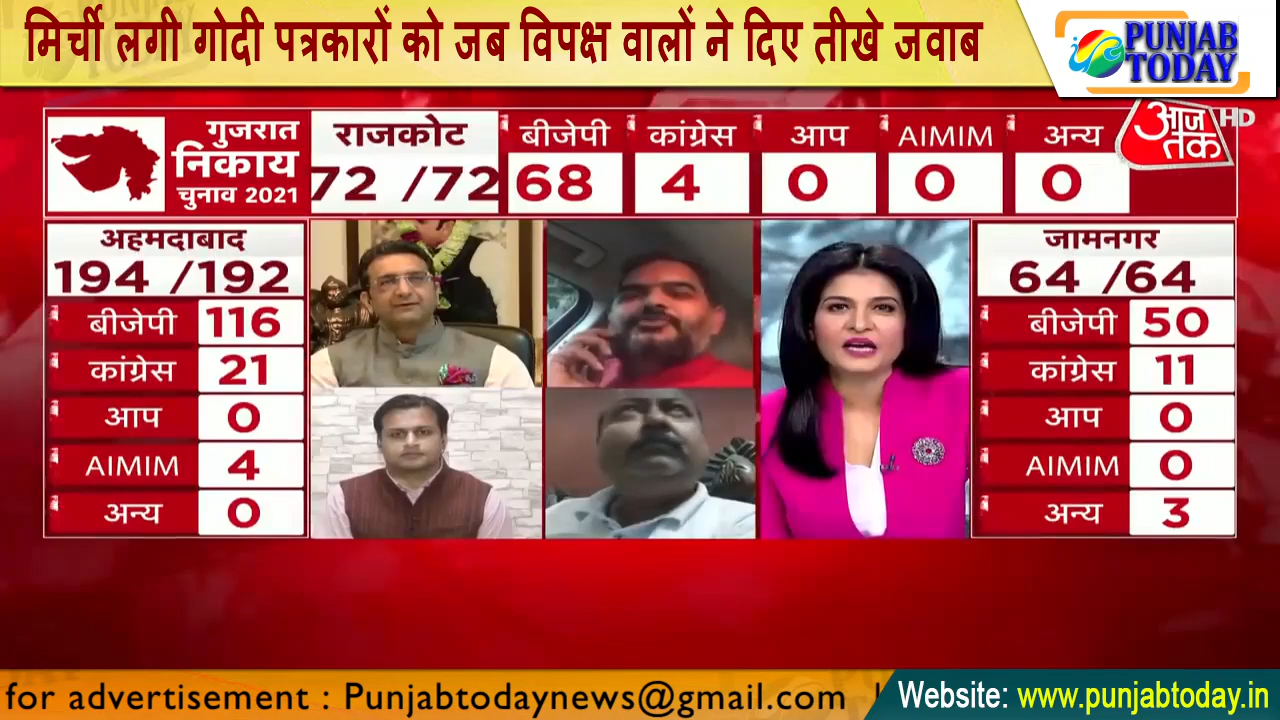 मिर्ची लगी गोदी पत्रकारों को जब विपक्ष वालों ने दिए तीखे जवाब
PUNJAB
TODAY
आज
तक
HD
गुजरात
निकाय
चुनाव 2021
राजकोट
72 /72
बीजेपी
68
कांग्रेस
4
आप
0
AIMIM
0
अन्य
0
अहमदाबाद
194 /192
बीजेपी 116
कांग्रेस 21
आप 0
AIMIM 4
अन्य 0
जामनगर
64 /64
बीजेपी 50
कांग्रेस 11
आप 0
AIMIM 0
अन्य 3
for advertisement : Punjabtodaynews@gmail.com
Website: www.punjabtoday.in